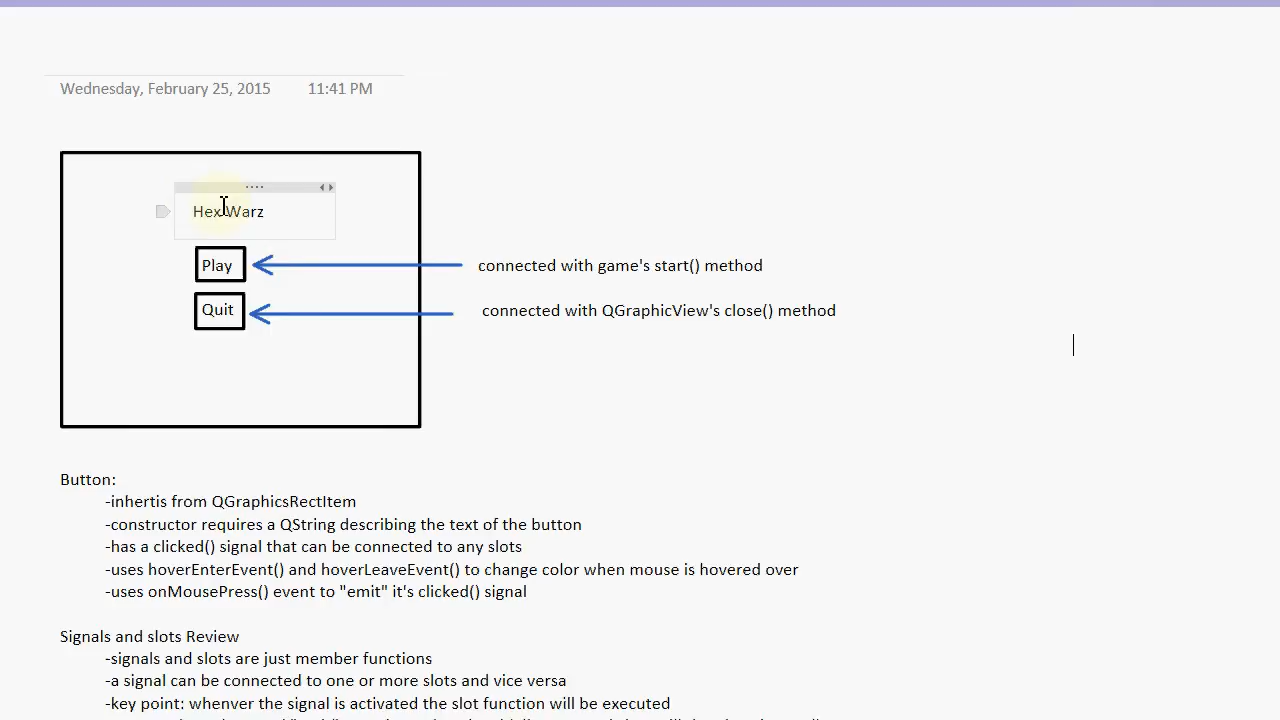 Wednesday, February 25, 2015 11:41 PM
Hex Warz
Play
connected with game's start() method
Quit
connected with QGraphicView's close() method
Button:
-inhertis from QGraphicsRectItem
-constructor requires a QString describing the text of the button
-has a clicked() signal that can be connected to any slots
-uses hoverEnterEvent() and hoverLeaveEvent() to change color when mouse is hovered over
-uses onMousePress() event to "emit" it's clicked() signal
Signals and slots Review
-signals and slots are just member functions
-a signal can be connected to one or more slots and vice versa
-key point: whenver the signal is activated the slot function will be executed